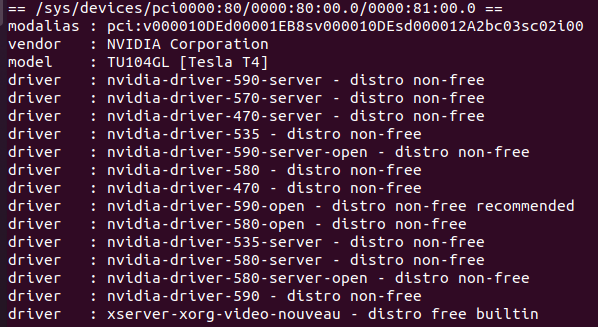 == /sys/devices/pci0000:80/0000:80:00.0/0000:81:00.0 ==
modalias : pci:v000010DEd00001EB8sv000010DEsd000012A2bc03sc02i00
vendor   : NVIDIA Corporation
model    : TU104GL [Tesla T4]
driver   : nvidia-driver-590-server - distro non-free
driver   : nvidia-driver-570-server - distro non-free
driver   : nvidia-driver-470-server - distro non-free
driver   : nvidia-driver-535 - distro non-free
driver   : nvidia-driver-590-server-open - distro non-free
driver   : nvidia-driver-580 - distro non-free
driver   : nvidia-driver-470 - distro non-free
driver   : nvidia-driver-590-open - distro non-free recommended
driver   : nvidia-driver-580-open - distro non-free
driver   : nvidia-driver-535-server - distro non-free
driver   : nvidia-driver-580-server - distro non-free
driver   : nvidia-driver-580-server-open - distro non-free
driver   : nvidia-driver-590 - distro non-free
driver   : xserver-xorg-video-nouveau - distro free builtin